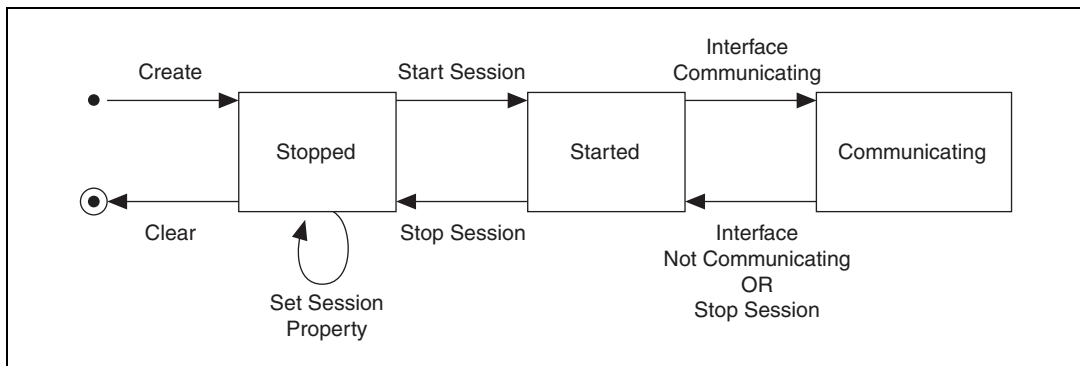 Create
Start Session
Interface
Communicating
Stopped
Started
Communicating
Clear
Stop Session
Interface
Not Communicating
OR
Stop Session
Set Session
Property